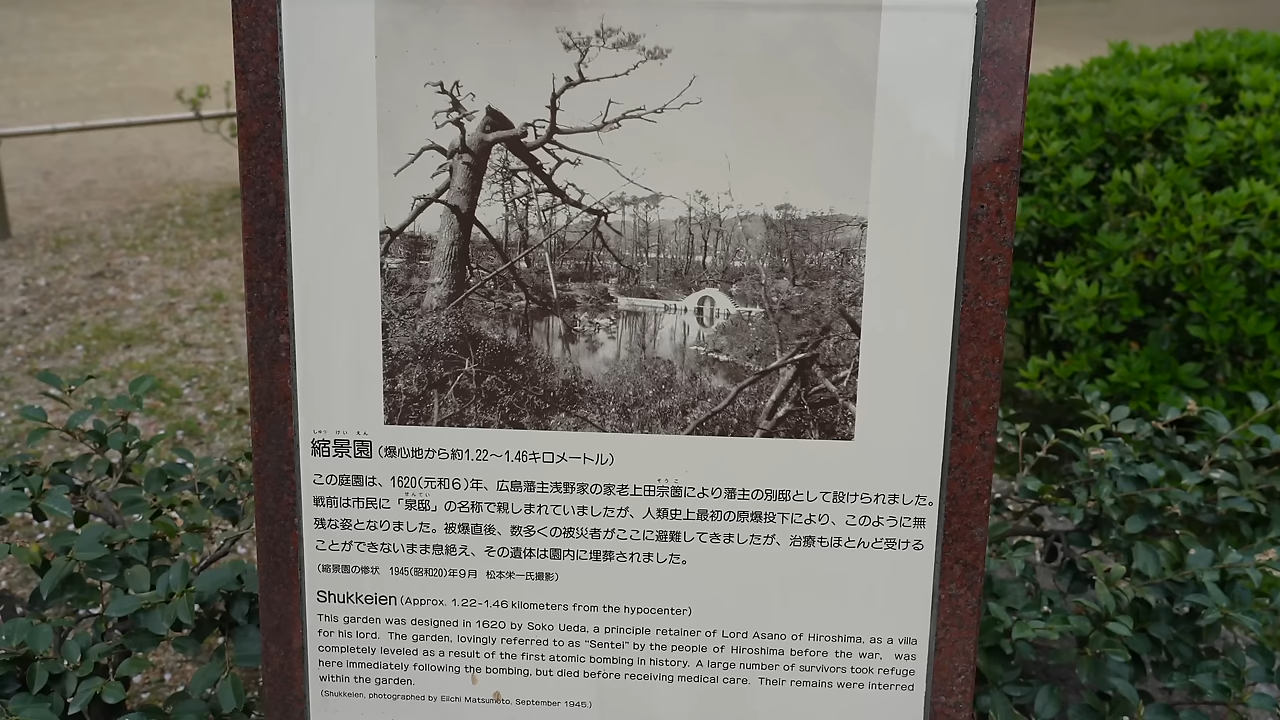 しゅっ けい えん
縮景園(爆心地から約1.22〜1.46キロメートル)
そう こ
この庭園は、1620(元和6)年、広島藩主浅野家の家老上田宗箇により藩主の別邸として設けられました。
せんてい
戦前は市民に「泉邸」の名称で親しまれていましたが、人類史上最初の原爆投下により、このように無
残な姿となりました。被爆直後、数多くの被災者がここに避難してきましたが、治療もほとんど受ける
ことができないまま息絶え、その遺体は園内に埋葬されました。
(縮景園の惨状 1945(昭和20)年9月 松本栄一氏撮影)
Shukkeien (Approx. 1.22-1.46 kilometers from the hypocenter)
This garden was designed in 1620 by Soko Ueda, a principle retainer of Lord Asano of Hiroshima, as a villa
for his lord. The garden, lovingly referred to as "Sentei" by the people of Hiroshima before the war, was
completely leveled as a result of the first atomic bombing in history. A large number of survivors took refuge
here immediately following the bombing, but died before receiving medical care. Their remains were interred
within the garden.
(Shukkeien, photographed by Eiichi Matsumoto, September 1945.)